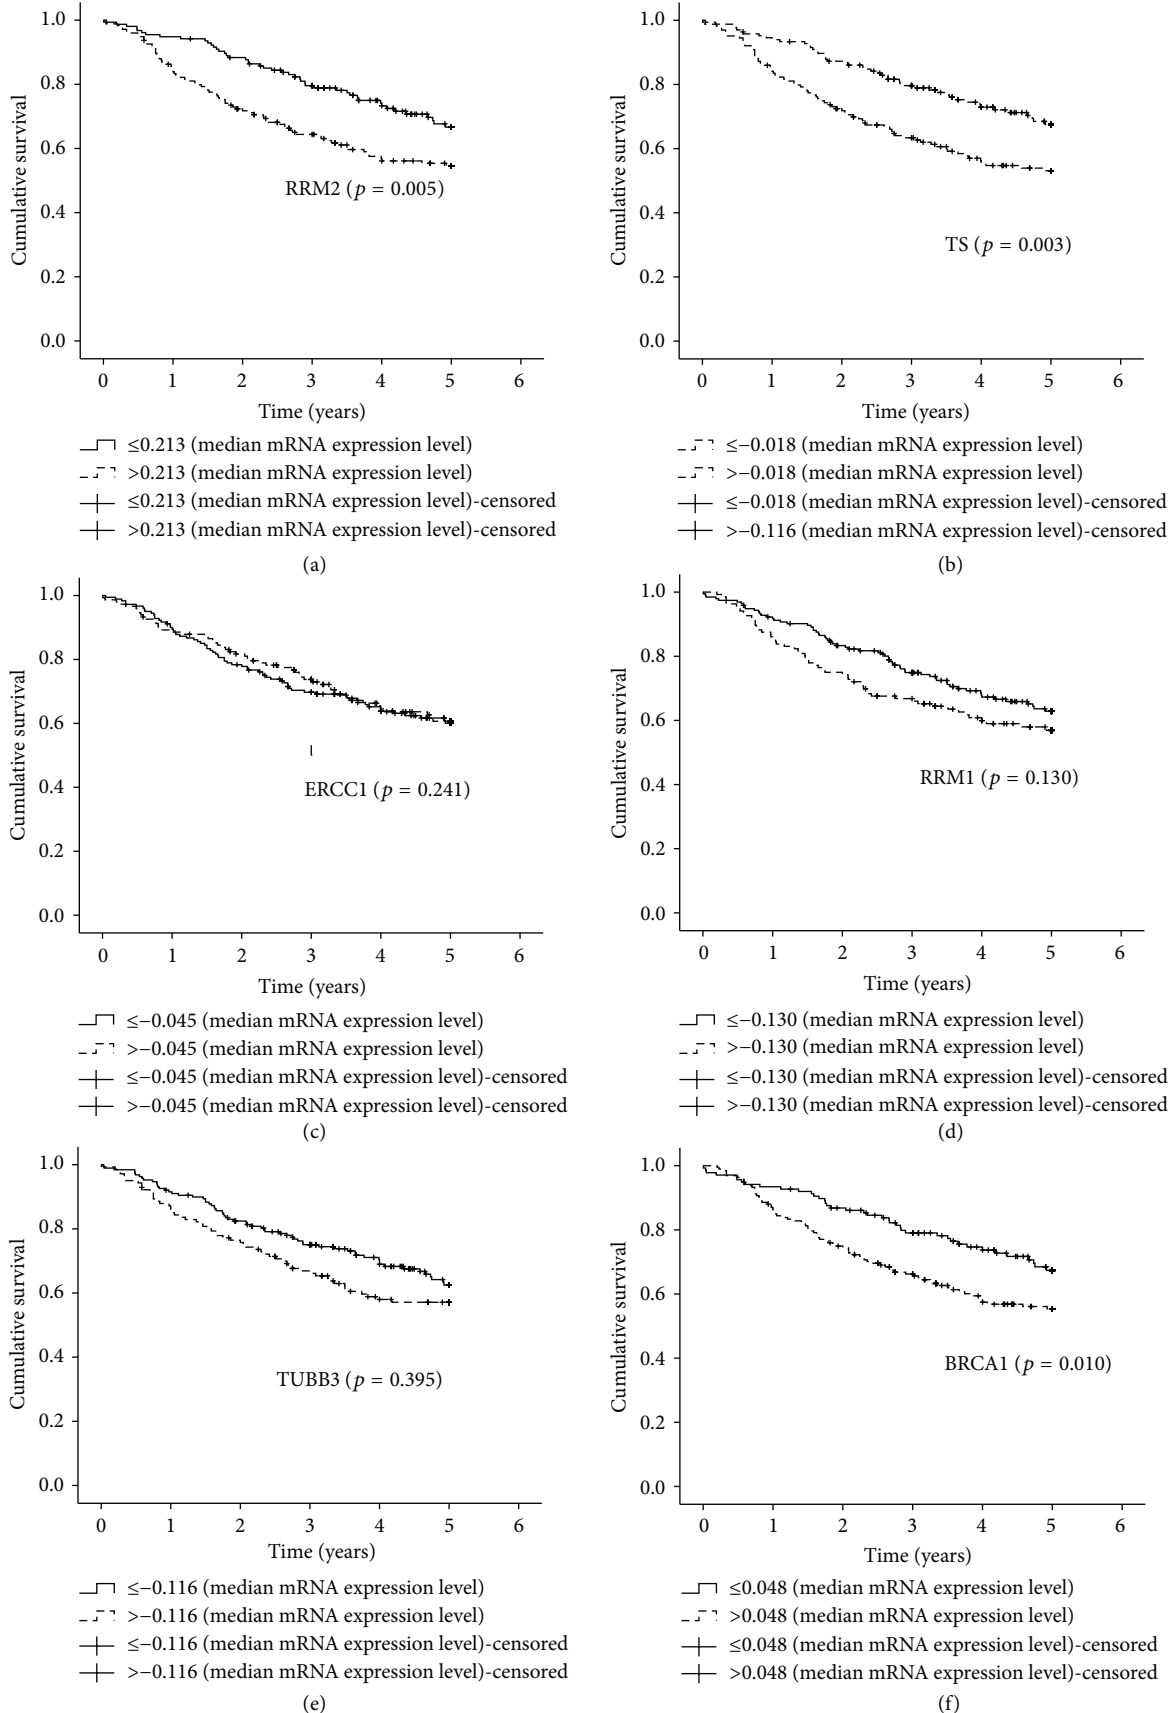 1.0
0.8
0.6
0.4
0.2
0.0
Cumulative survival
RRM2 (p = 0.005)
0 1 2 3 4 5 6
Time (years)
≤0.213 (median mRNA expression level)
>0.213 (median mRNA expression level)
≤0.213 (median mRNA expression level)-censored
>0.213 (median mRNA expression level)-censored
(a)
1.0
0.8
0.6
0.4
0.2
0.0
Cumulative survival
TS (p = 0.003)
0 1 2 3 4 5 6
Time (years)
≤−0.018 (median mRNA expression level)
>−0.018 (median mRNA expression level)
≤−0.018 (median mRNA expression level)-censored
>−0.116 (median mRNA expression level)-censored
(b)
1.0
0.8
0.6
0.4
0.2
0.0
Cumulative survival
ERCC1 (p = 0.241)
0 1 2 3 4 5 6
Time (years)
≤−0.045 (median mRNA expression level)
>−0.045 (median mRNA expression level)
≤−0.045 (median mRNA expression level)-censored
>−0.045 (median mRNA expression level)-censored
(c)
1.0
0.8
0.6
0.4
0.2
0.0
Cumulative survival
RRM1 (p = 0.130)
0 1 2 3 4 5 6
Time (years)
≤−0.130 (median mRNA expression level)
>−0.130 (median mRNA expression level)
≤−0.130 (median mRNA expression level)-censored
>−0.130 (median mRNA expression level)-censored
(d)
1.0
0.8
0.6
0.4
0.2
0.0
Cumulative survival
TUBB3 (p = 0.395)
0 1 2 3 4 5 6
Time (years)
≤−0.116 (median mRNA expression level)
>−0.116 (median mRNA expression level)
≤−0.116 (median mRNA expression level)-censored
>−0.116 (median mRNA expression level)-censored
(e)
1.0
0.8
0.6
0.4
0.2
0.0
Cumulative survival
BRCA1 (p = 0.010)
0 1 2 3 4 5 6
Time (years)
≤0.048 (median mRNA expression level)
>0.048 (median mRNA expression level)
≤0.048 (median mRNA expression level)-censored
>0.048 (median mRNA expression level)-censored
(f)